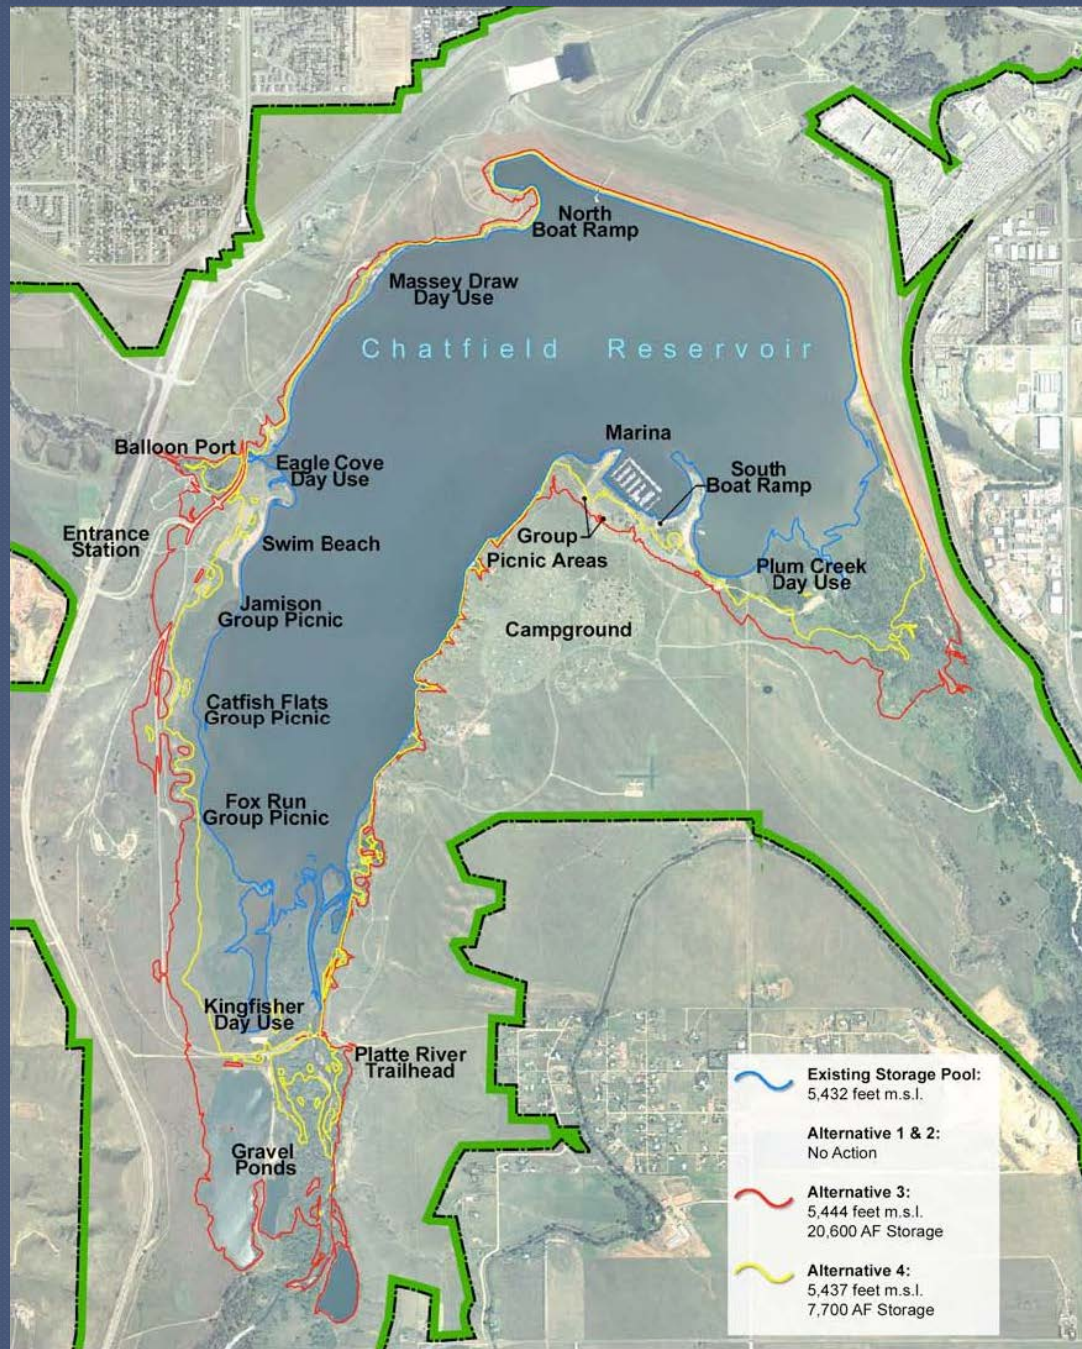 North
Boat Ramp
Massey Draw
Day Use
Chatfield Reservoir
Marina
Balloon Port
Eagle Cove
Day Use
South
Boat Ramp
Entrance
Station
Swim Beach
Group
Picnic Areas
Plum Creek
Day Use
Jamison
Group Picnic
Campground
Catfish Flats
Group Picnic
Fox Run
Group Picnic
Kingfisher
Day Use
Platte River
Trailhead
Gravel
Ponds
Existing Storage Pool:
5,432 feet m.s.l.
Alternative 1 & 2:
No Action
Alternative 3:
5,444 feet m.s.l.
20,600 AF Storage
Alternative 4:
5,437 feet m.s.l.
7,700 AF Storage